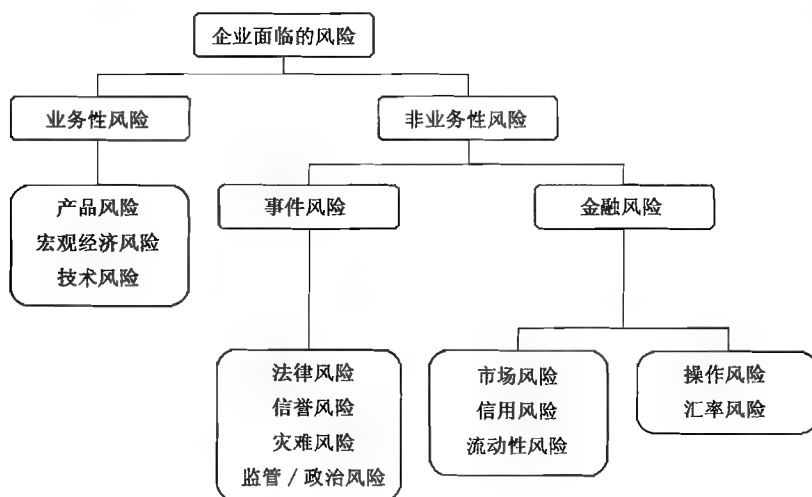 企业面临的风险
业务性风险
非业务性风险
产品风险
宏观经济风险
技术风险
事件风险
金融风险
法律风险
信誉风险
灾难风险
监管/政治风险
市场风险
信用风险
流动性风险
操作风险
汇率风险